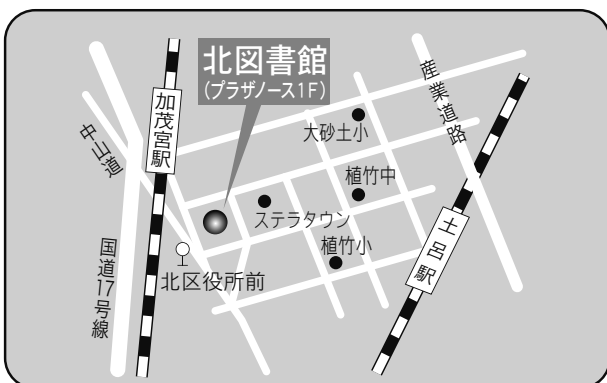 北図書館
(プラザノース1F)
産業道路
加茂宮駅
大砂土小
中山道
植竹中
ステラタウン
土呂駅
植竹小
国道17号線
北区役所前